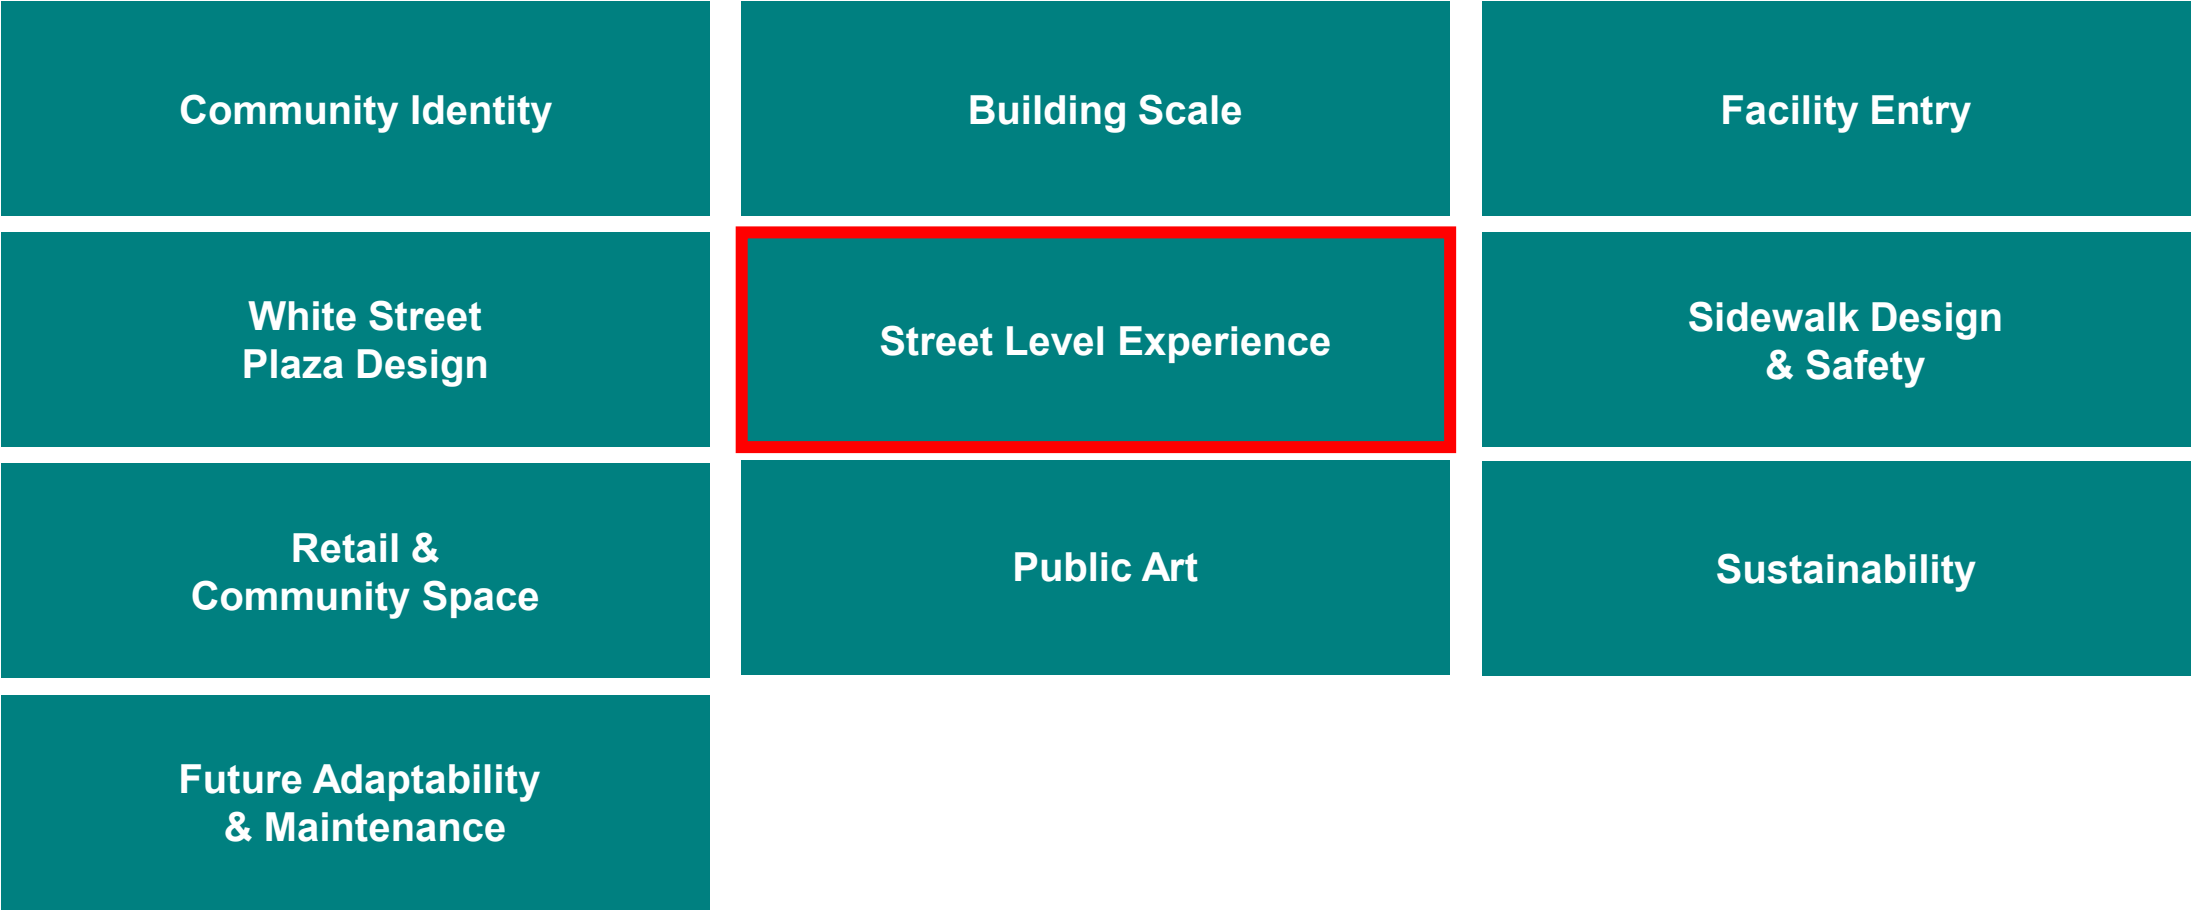 Community Identity
Building Scale
Facility Entry
White Street
Plaza Design
Street Level Experience
Sidewalk Design
& Safety
Retail &
Community Space
Public Art
Sustainability
Future Adaptability
& Maintenance